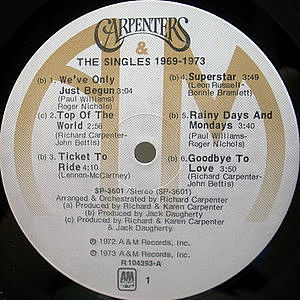 CARPENTERS
&
THE SINGLES 1969-1973
(b) 1. We've Only
Just Begun 3:04
(Paul Williams-
Roger Nichols)
(c) 2. Top Of The
World 2:56
(Richard Carpenter-
John Bettis)
(b) 3. Ticket To
Ride 4:10
(Lennon-McCartney)
(b) 4. Superstar 3:49
(Leon Russell-
Bonnie Bramlett)
(b) 5. Rainy Days And
Mondays 3:40
(Paul Williams-
Roger Nichols)
(b) 6. Goodbye To
Love 3:50
(Richard Carpenter-
John Bettis)
SP-3601 / Stereo (SP-3601)
Arranged & Orchestrated by Richard Carpenter
(a) Produced by Richard & Karen Carpenter
(b) Produced by Jack Daugherty
(c) Produced by Richard & Karen Carpenter
& Jack Daugherty
Ⓟ 1972 A&M Records, Inc.
Ⓟ 1973 A&M Records, Inc.
R 104393-A
A&M
1